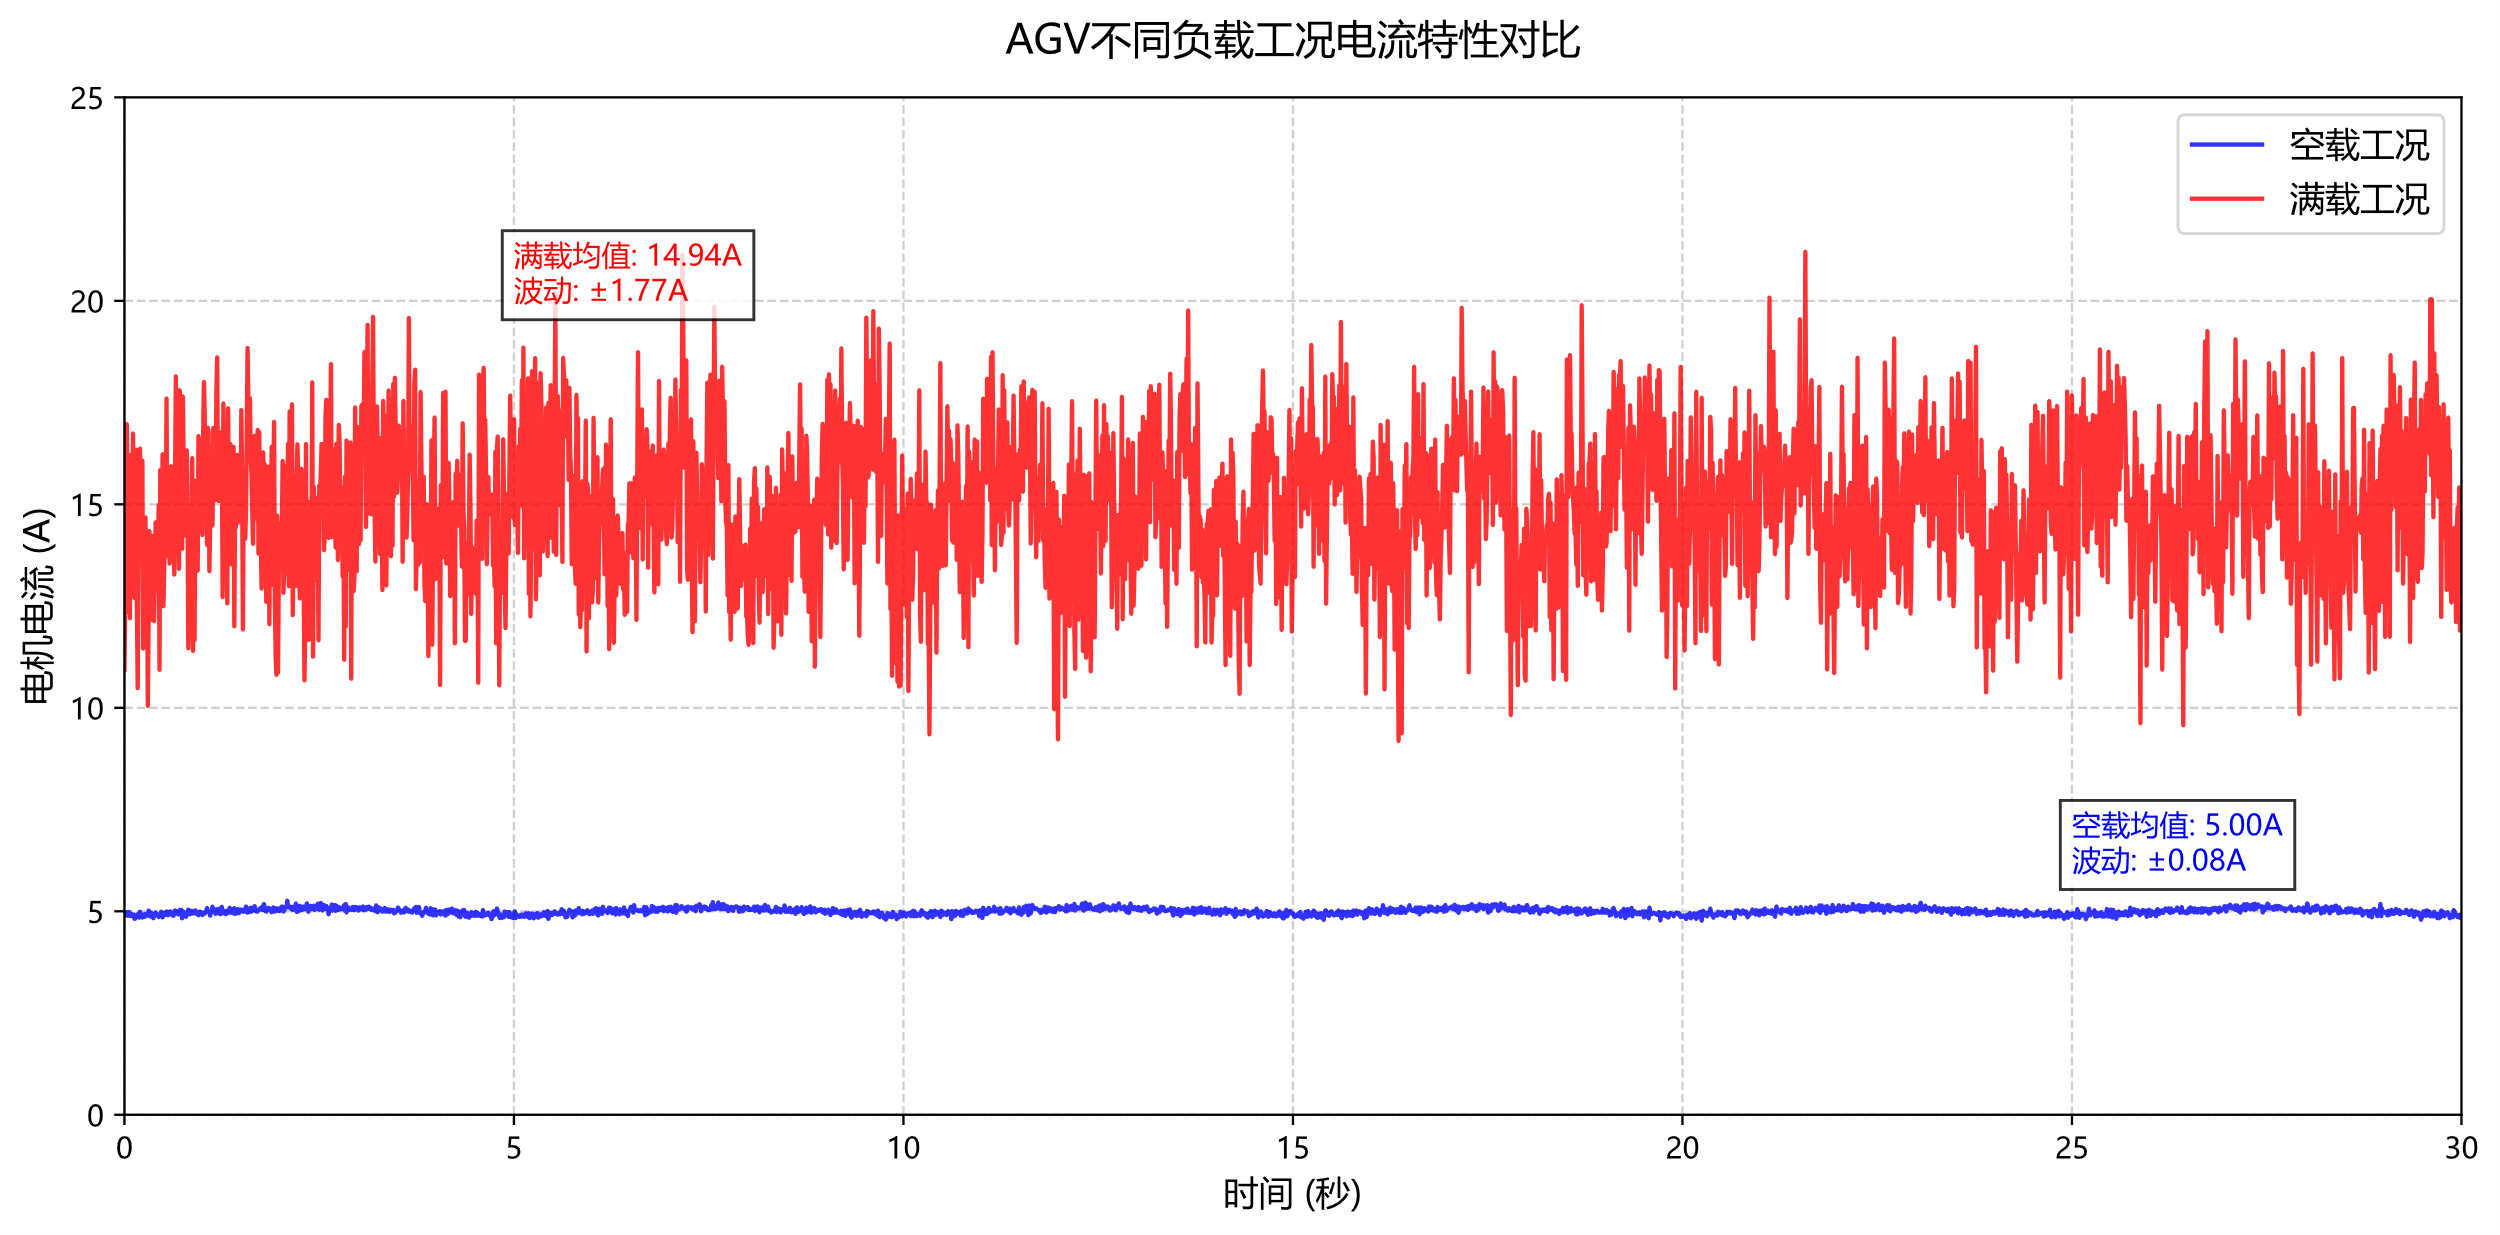 AGV不同负载工况电流特性对比
空载工况
满载工况
满载均值: 14.94A
波动: ±1.77A
空载均值: 5.00A
波动: ±0.08A
电机电流 (A)
25
20
15
10
5
0
0 5 10 15 20 25 30
时间 (秒)